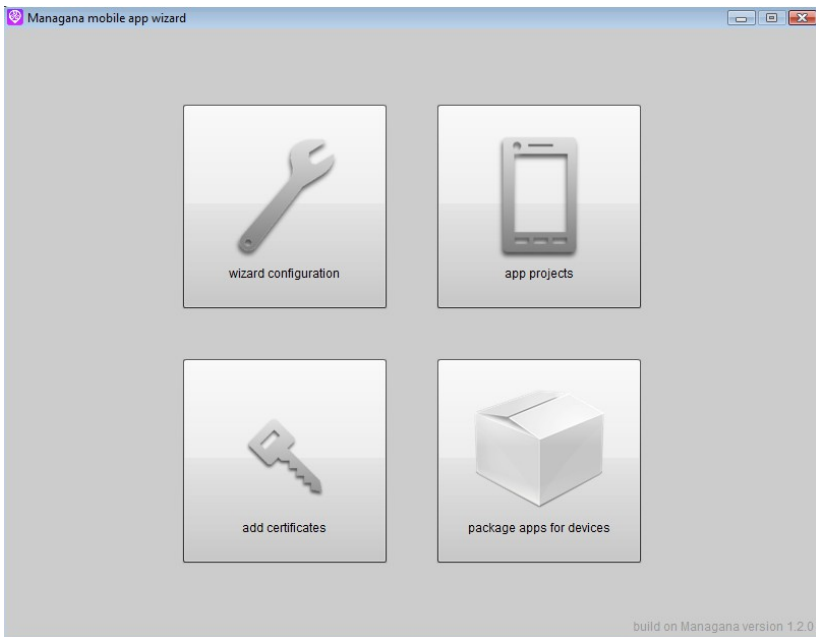 Managana mobile app wizard
wizard configuration
app projects
add certificates
package apps for devices
build on Managana version 1.2.0